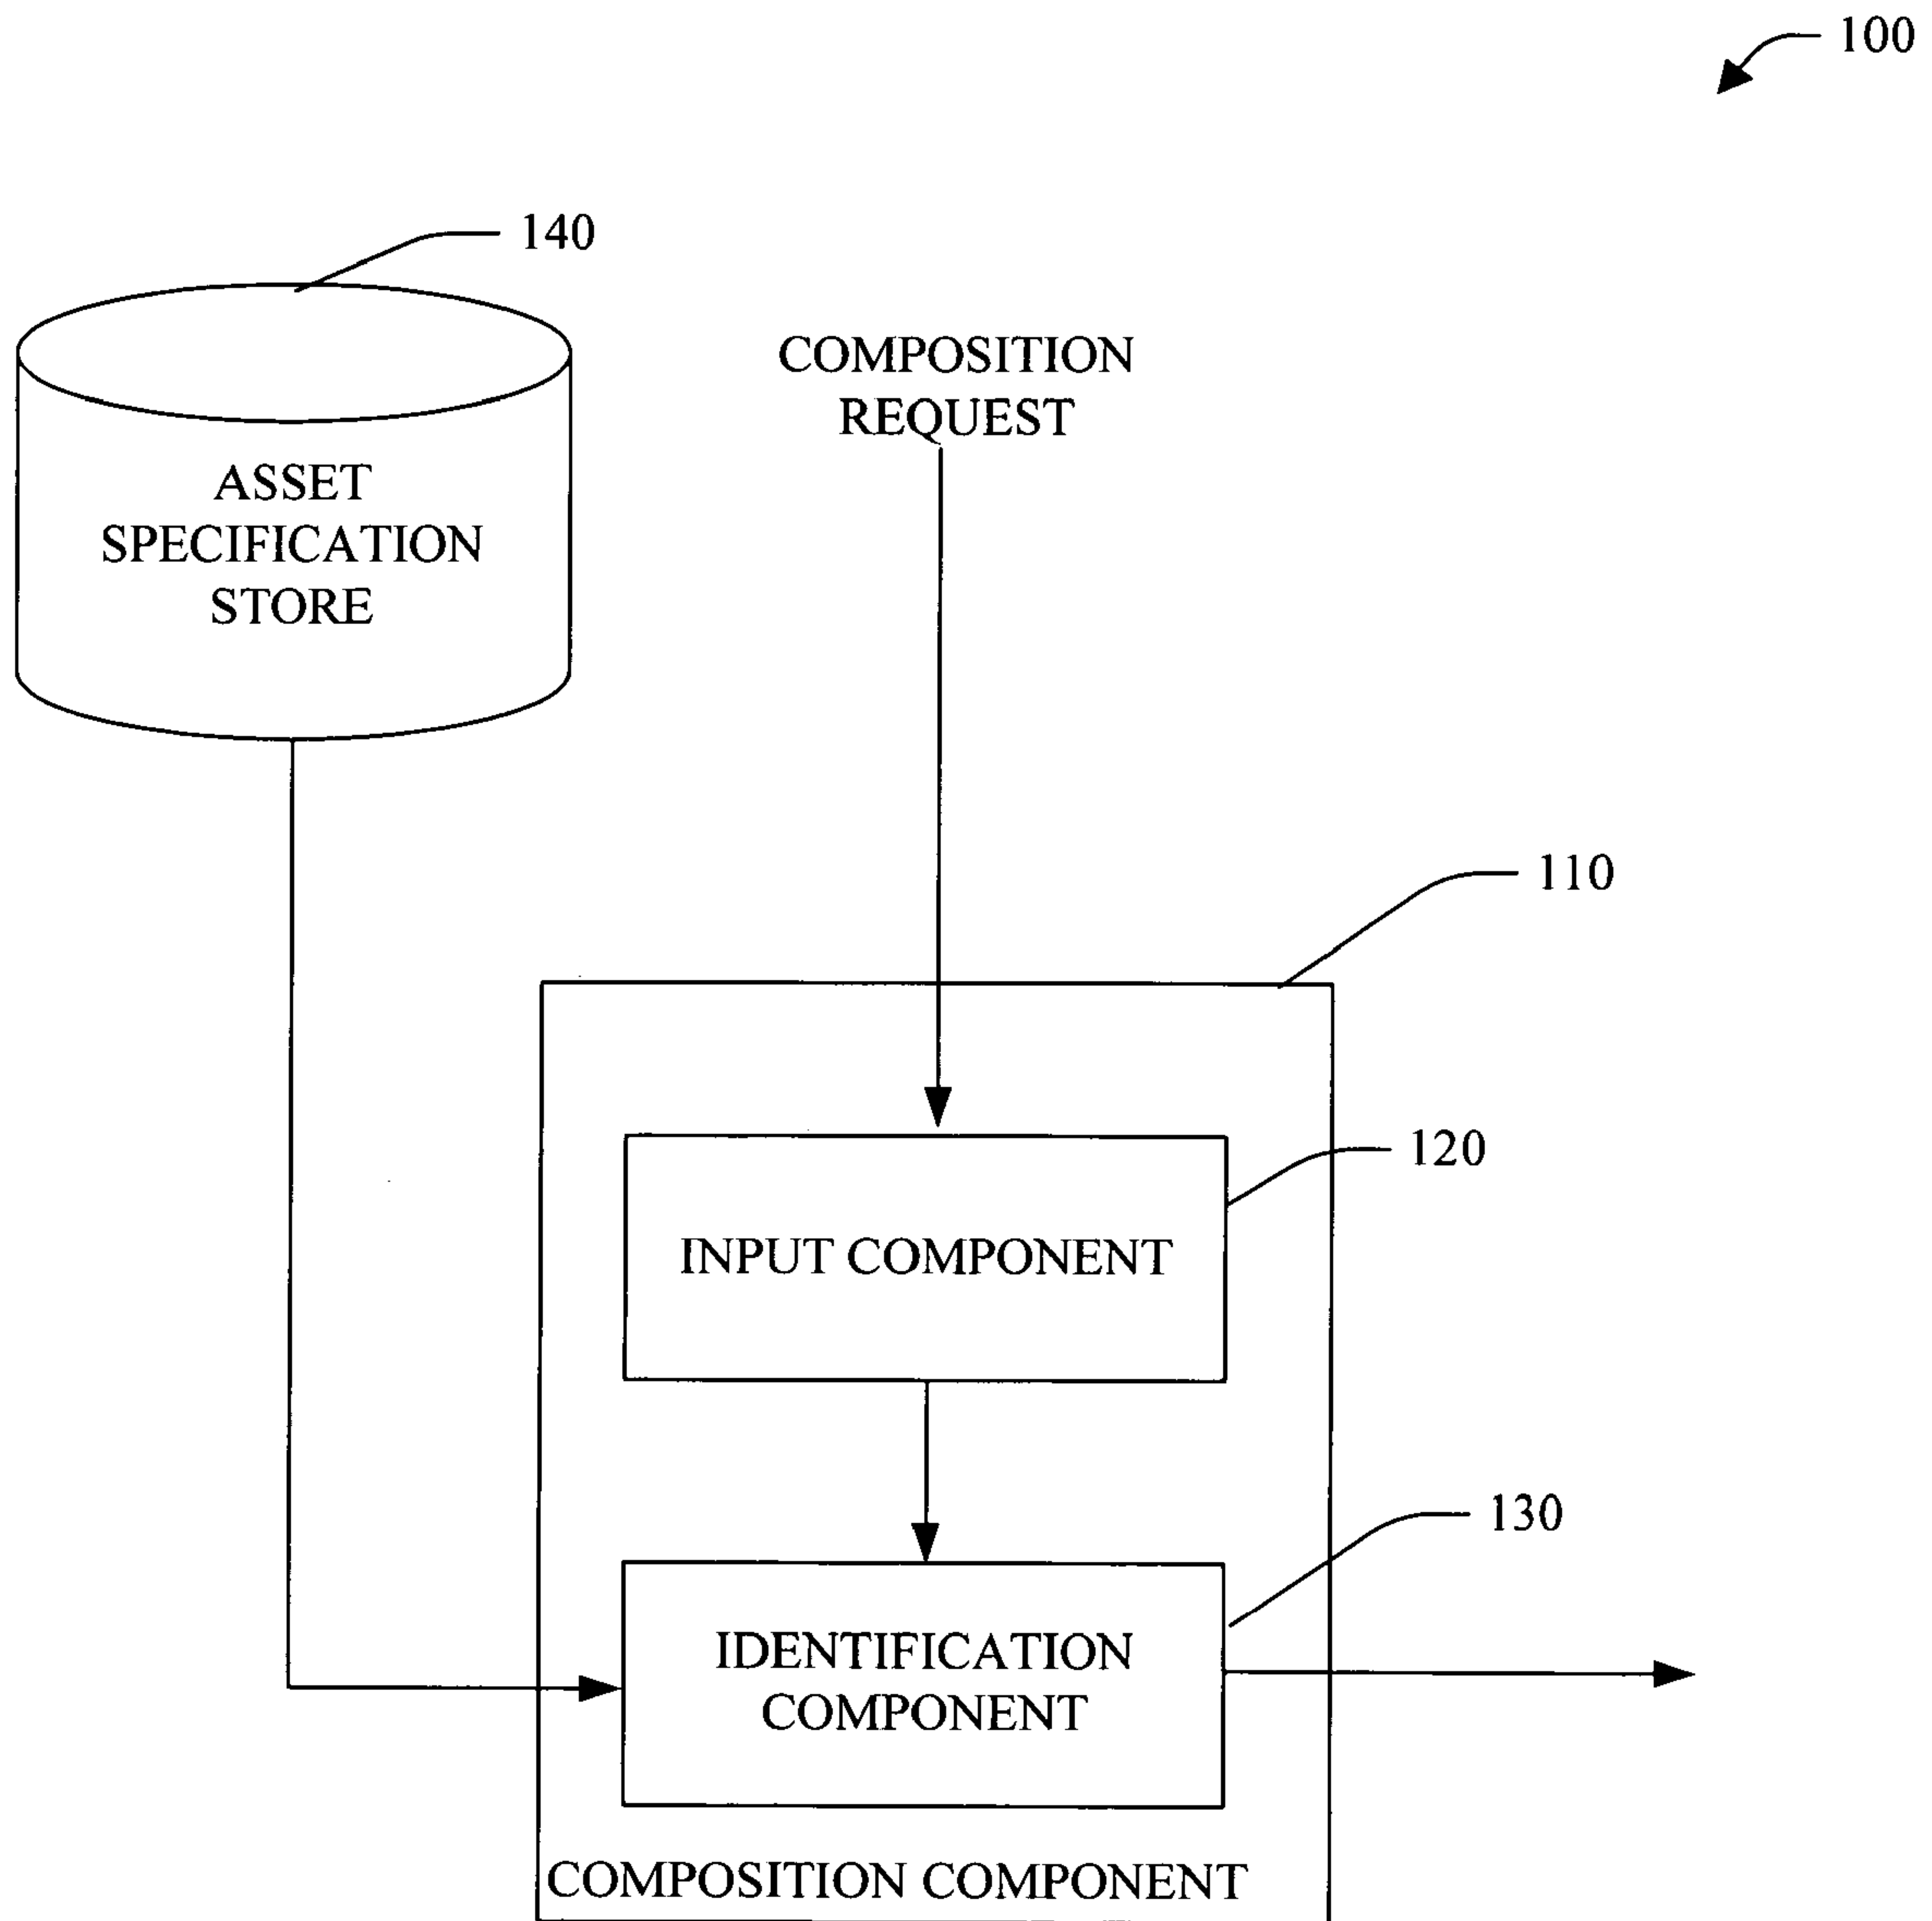 100
140
COMPOSITION
REQUEST
ASSET
SPECIFICATION
STORE
110
120
INPUT COMPONENT
130
IDENTIFICATION
COMPONENT
COMPOSITION COMPONENT